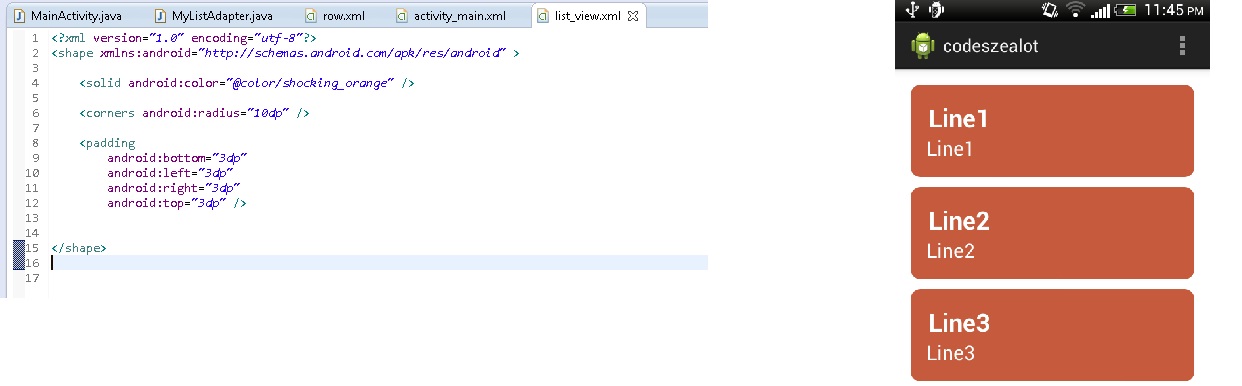 MainActivity.java MyListAdapter.java row.xml activity_main.xml list_view.xml
1 <?xml version="1.0" encoding="utf-8"?>
2 <shape xmlns:android="http://schemas.android.com/apk/res/android" >
3
4 <solid android:color="@color/shocking_orange" />
5
6 <corners android:radius="10dp" />
7
8 <padding
9 android:bottom="3dp"
10 android:left="3dp"
11 android:right="3dp"
12 android:top="3dp" />
13
14
15 </shape>
16
17
11:45 PM
codeszealot
Line1
Line1
Line2
Line2
Line3
Line3